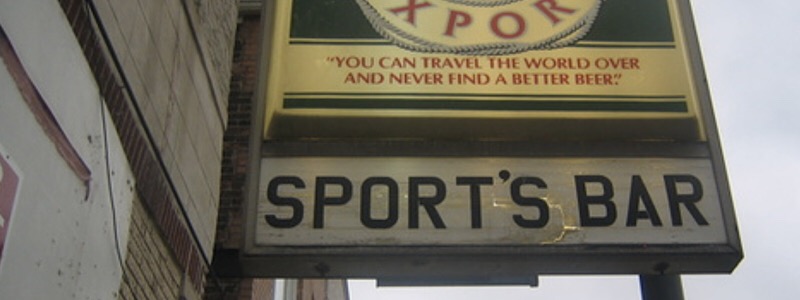 XPOR
"YOU CAN TRAVEL THE WORLD OVER
AND NEVER FIND A BETTER BEER."
SPORT'S BAR